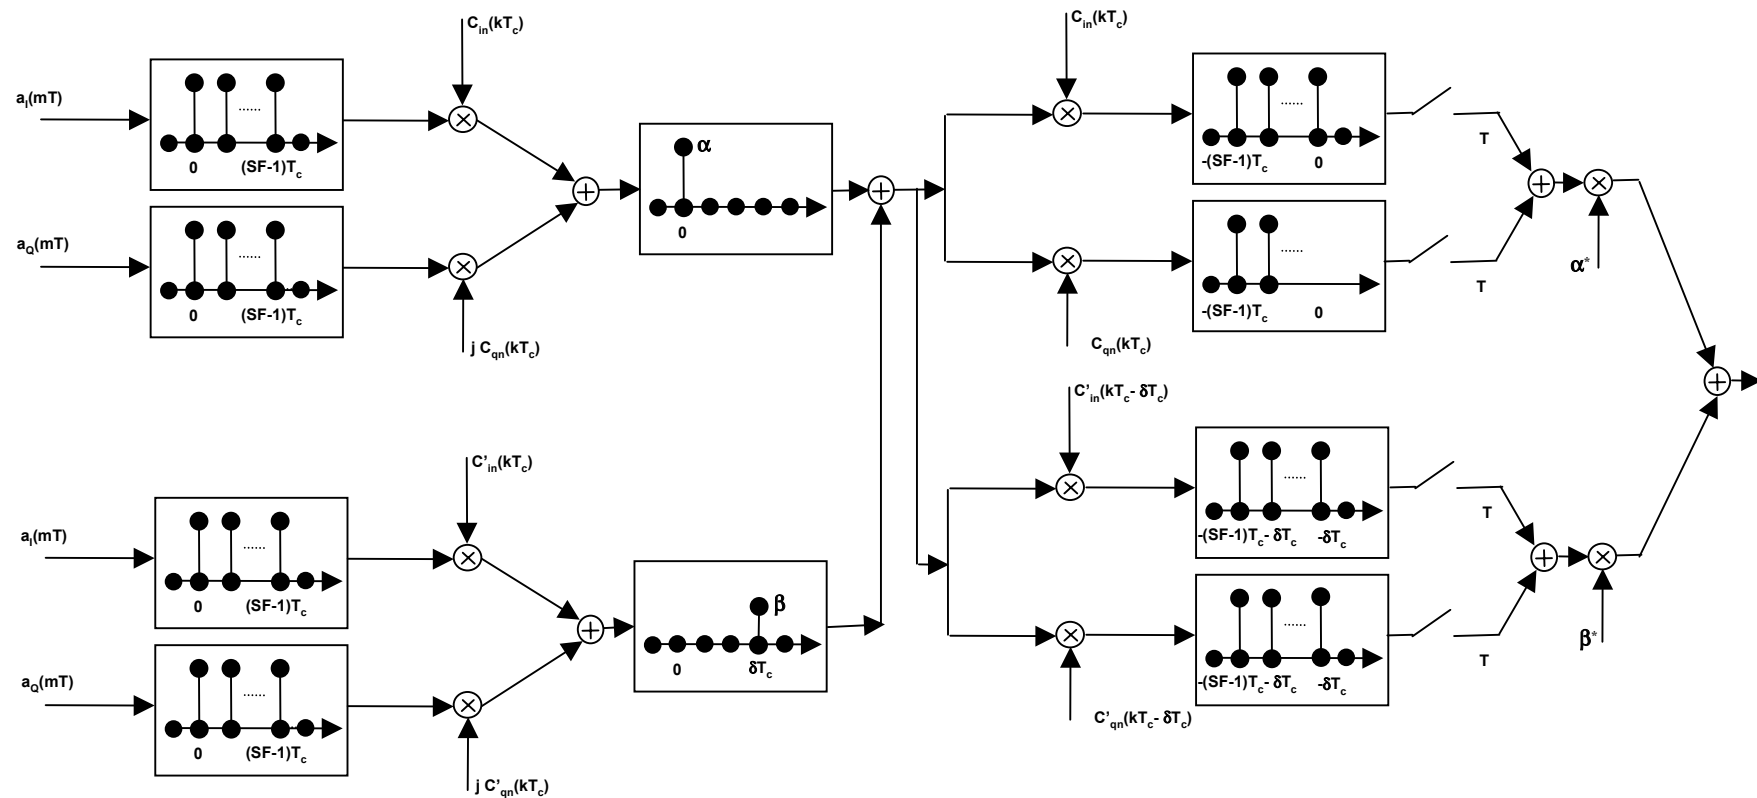 C_in(kT_c)
C_in(kT_c)
a_I(mT)
......
0 (SF-1)T_c
α
0
......
-(SF-1)T_c 0
T
a_Q(mT)
......
0 (SF-1)T_c
j C_qn(kT_c)
......
-(SF-1)T_c 0
T
α*
C_qn(kT_c)
C'_in(kT_c- δT_c)
C'_in(kT_c)
a_I(mT)
......
0 (SF-1)T_c
β
0 δT_c
......
-(SF-1)T_c- δT_c -δT_c
T
a_Q(mT)
......
0 (SF-1)T_c
j C'_qn(kT_c)
......
-(SF-1)T_c- δT_c -δT_c
T
β*
C'_qn(kT_c- δT_c)